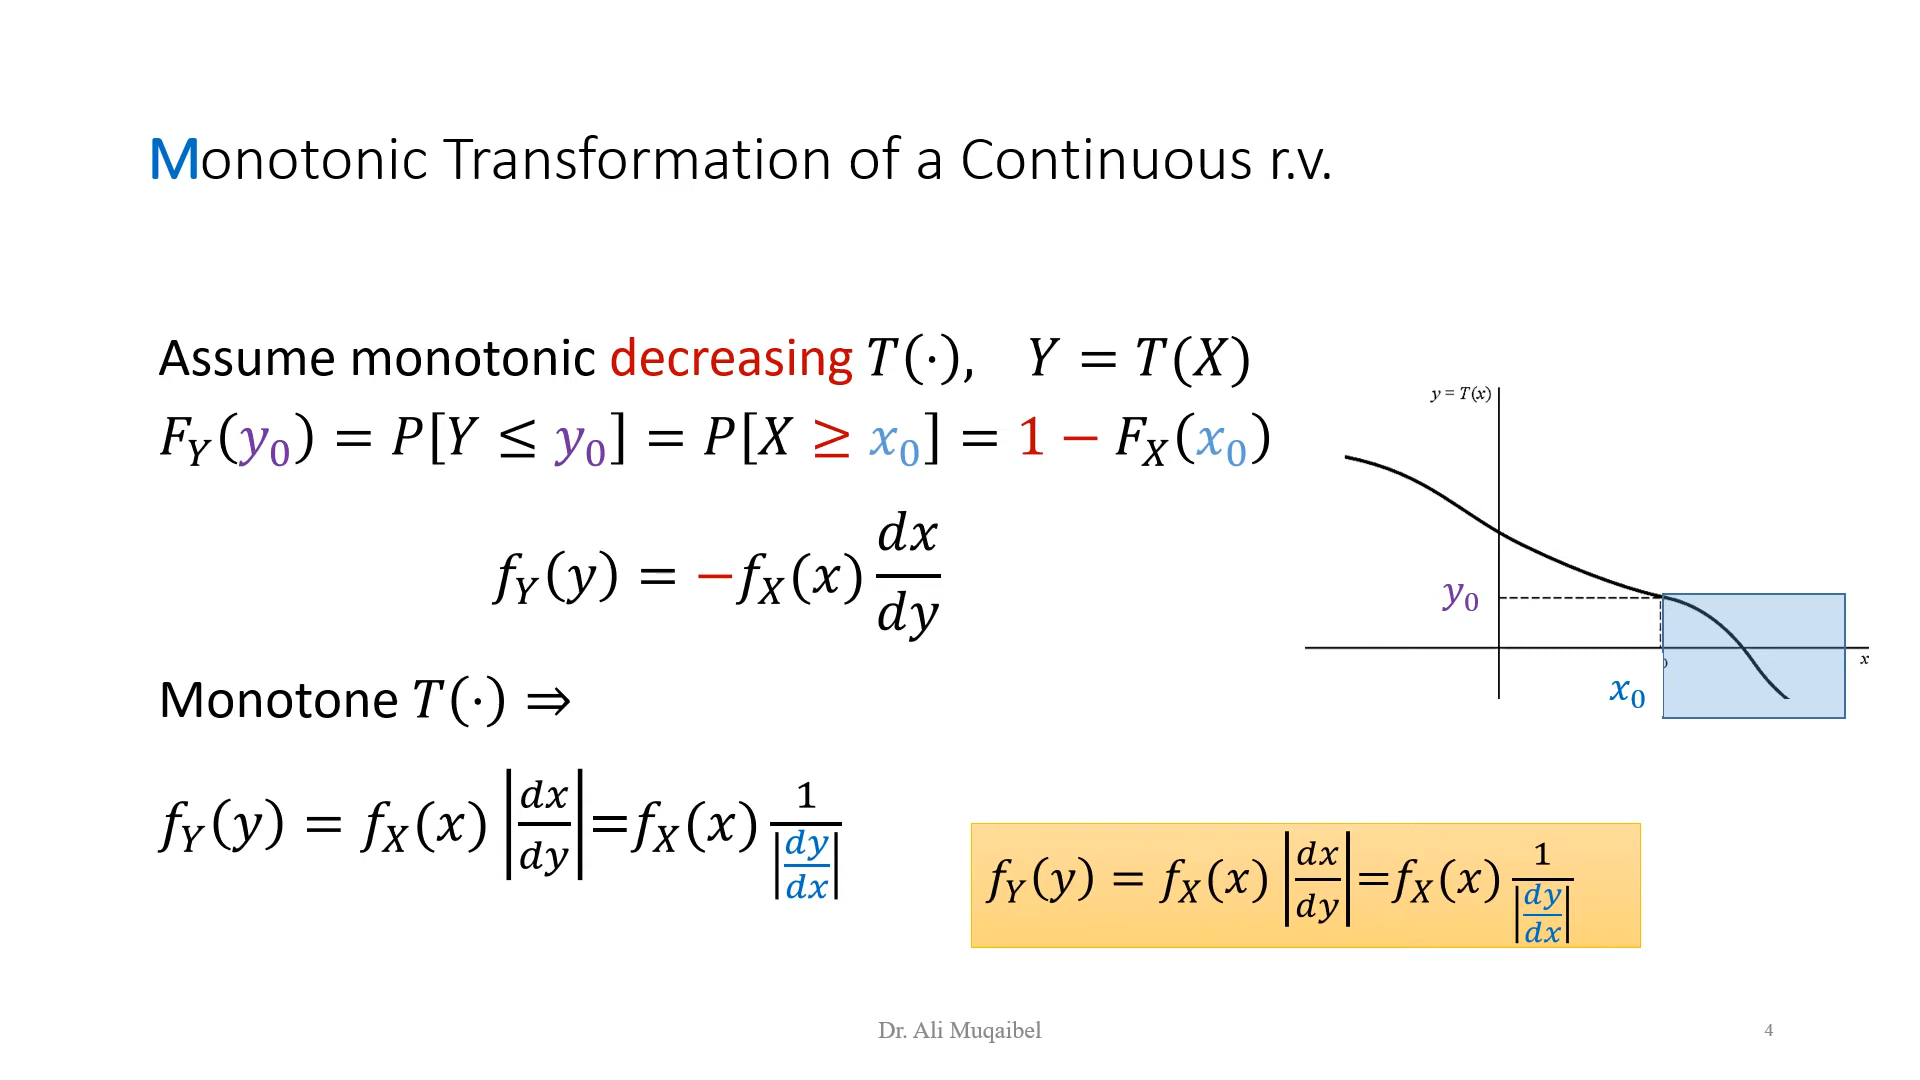 Monotonic Transformation of a Continuous r.v.
Assume monotonic decreasing T(·), Y = T(X)
F_Y(y_0) = P[Y ≤ y_0] = P[X ≥ x_0] = 1 − F_X(x_0)
f_Y(y) = −f_X(x) dx/dy
Monotone T(·) ⇒
f_Y(y) = f_X(x) |dx/dy| =f_X(x) 1/|dy/dx|
y = T(x)
y_0
x
x_0
f_Y(y) = f_X(x) |dx/dy| =f_X(x) 1/|dy/dx|
Dr. Ali Muqaibel
4